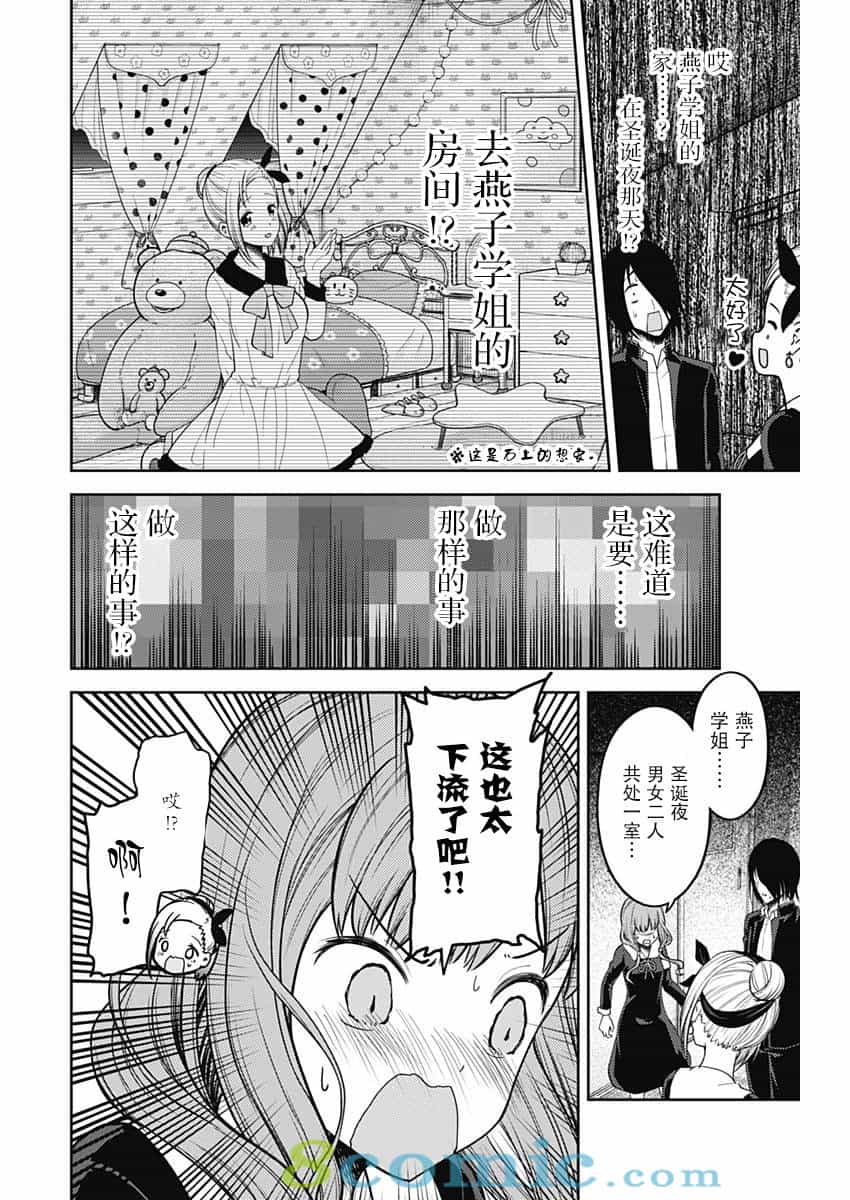 哎
燕子学姐的
家……?
在圣诞夜那天!?
太好了♥
去燕子学姐的
房间!?
※这是石上的想象.
这难道
是要……
做
那样的事
做
这样的事!?
燕子
学姐……
圣诞夜
男女二人
共处一室…
这也太
下流了吧!!
哎!?
啊!
8comic.com